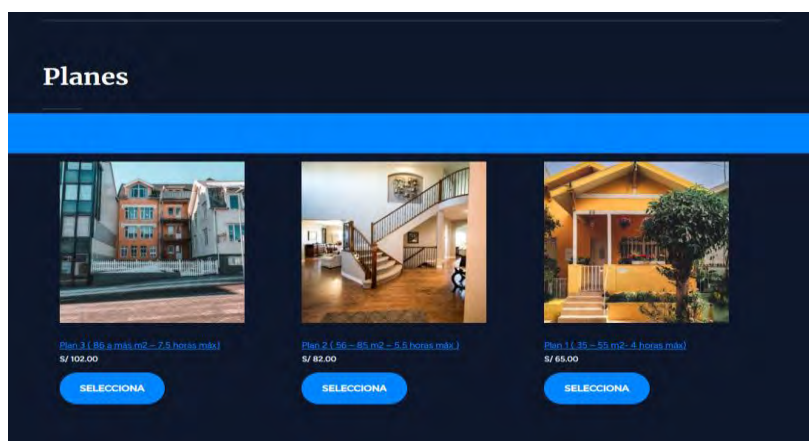 Planes
Plan 3 ( 86 a más m2 – 7.5 horas máx)
S/ 102.00
SELECCIONA
Plan 2 ( 56 – 85 m2 – 5.5 horas máx )
S/ 82.00
SELECCIONA
Plan 1 ( 35 – 55 m2- 4 horas máx)
S/ 65.00
SELECCIONA